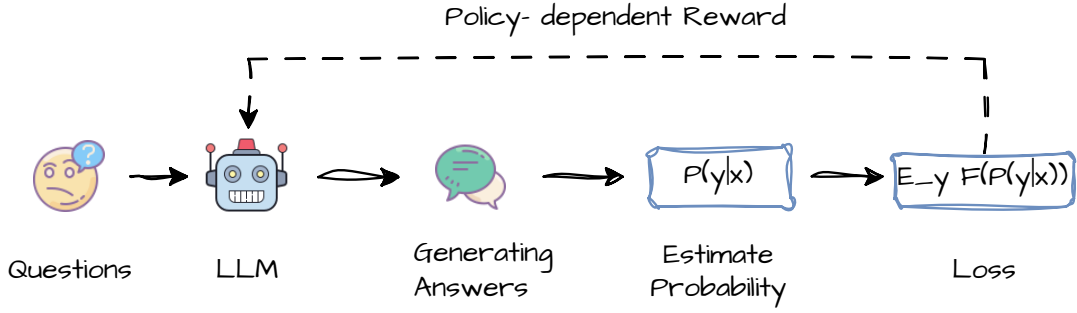 Policy- dependent Reward
?
P(y|x)
E_y F(P(y|x))
Questions
LLM
Generating
Answers
Estimate
Probability
Loss